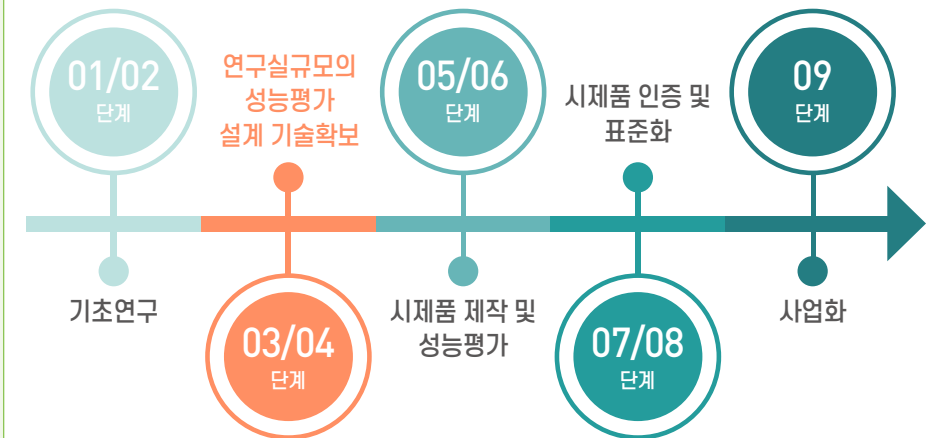 01/02
단계
기초연구
연구실규모의
성능평가
설계 기술확보
03/04
단계
05/06
단계
시제품 제작 및
성능평가
시제품 인증 및
표준화
07/08
단계
09
단계
사업화